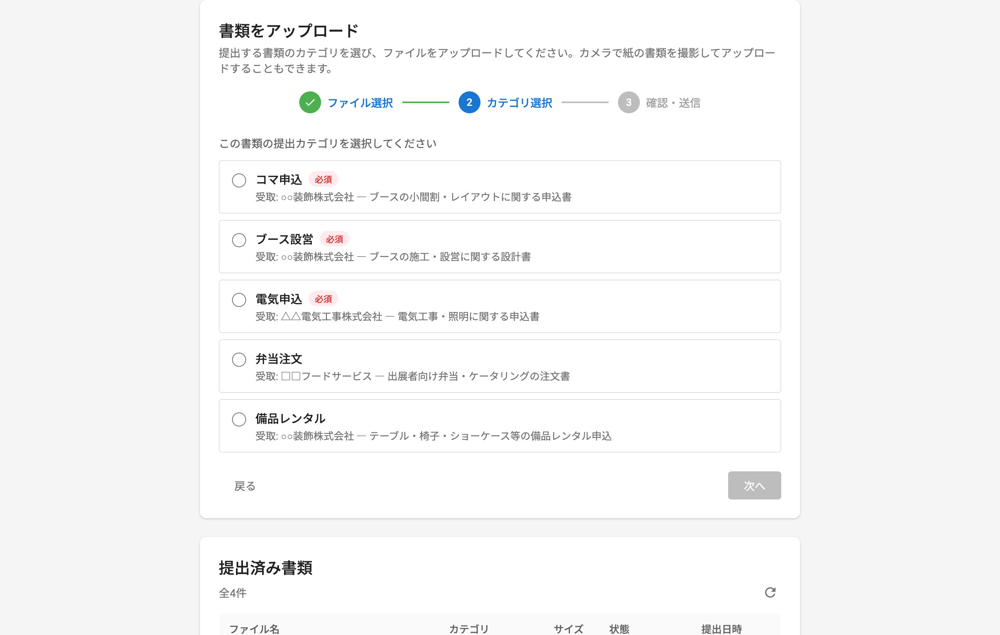 書類をアップロード
提出する書類のカテゴリを選び、ファイルをアップロードしてください。カメラで紙の書類を撮影してアップロー
ドすることもできます。
ファイル選択
2 カテゴリ選択
3 確認・送信
この書類の提出カテゴリを選択してください
コマ申込 必須
受取: ○○装飾株式会社 — ブースの小間割・レイアウトに関する申込書
ブース設営 必須
受取: ○○装飾株式会社 — ブースの施工・設営に関する設計書
電気申込 必須
受取: △△電気工事株式会社 — 電気工事・照明に関する申込書
弁当注文
受取: □□フードサービス — 出展者向け弁当・ケータリングの注文書
備品レンタル
受取: ○○装飾株式会社 — テーブル・椅子・ショーケース等の備品レンタル申込
戻る
次へ
提出済み書類
全4件
ファイル名 カテゴリ サイズ 状態 提出日時